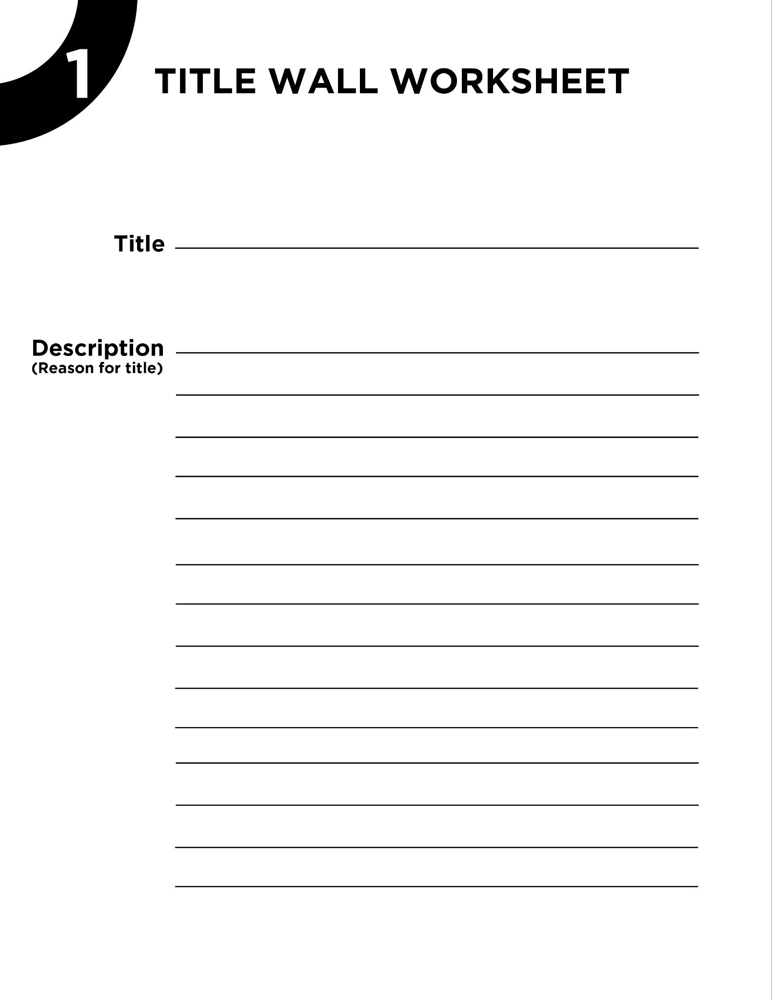 1
TITLE WALL WORKSHEET
Title
Description
(Reason for title)